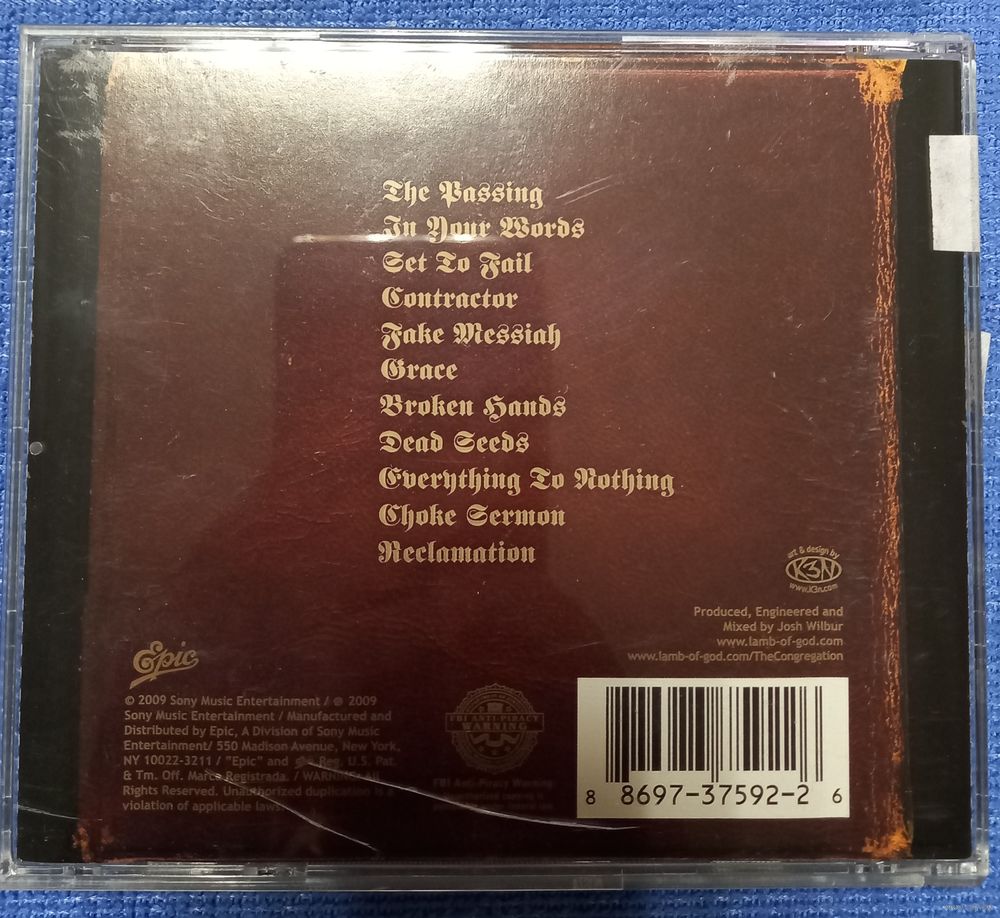 The Passing
In Your Words
Set To Fail
Contractor
Fake Messiah
Grace
Broken Hands
Dead Seeds
Everything To Nothing
Choke Sermon
Reclamation
art & design by
K3N
www.k3n.com
Produced, Engineered and
Mixed by Josh Wilbur
www.lamb-of-god.com
www.lamb-of-god.com/TheCongregation
Epic
© 2009 Sony Music Entertainment / ℗ 2009
Sony Music Entertainment / Manufactured and
Distributed by Epic, A Division of Sony Music
Entertainment/ 550 Madison Avenue, New York,
NY 10022-3211 / "Epic" and Reg. U.S. Pat.
& Tm. Off. Marca Registrada. / WARNING: All
Rights Reserved. Unauthorized duplication is a
violation of applicable laws.
FBI ANTI-PIRACY
WARNING
FBI Anti-Piracy Warning:
8 8697-37592-2 6